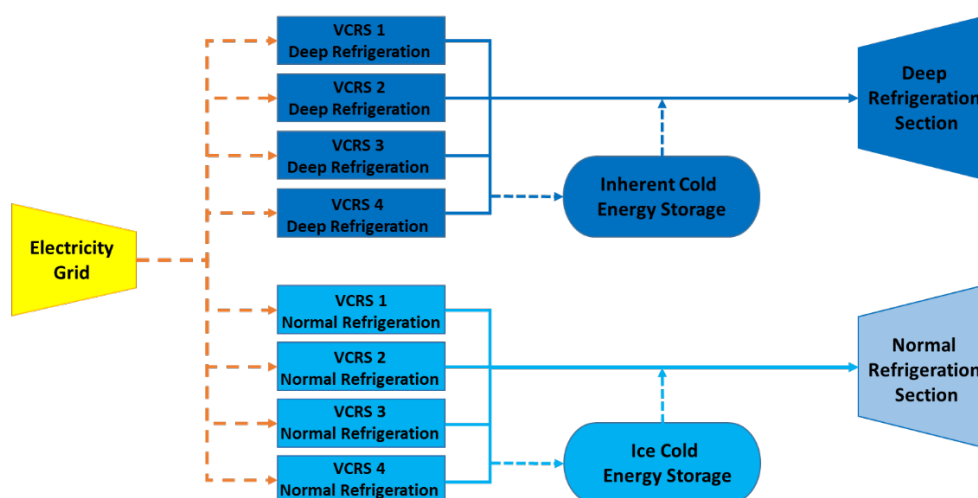 VCRS 1
Deep Refrigeration
VCRS 2
Deep Refrigeration
VCRS 3
Deep Refrigeration
VCRS 4
Deep Refrigeration
Inherent Cold
Energy Storage
Deep
Refrigeration
Section
Electricity
Grid
VCRS 1
Normal Refrigeration
VCRS 2
Normal Refrigeration
VCRS 3
Normal Refrigeration
VCRS 4
Normal Refrigeration
Ice Cold
Energy Storage
Normal
Refrigeration
Section